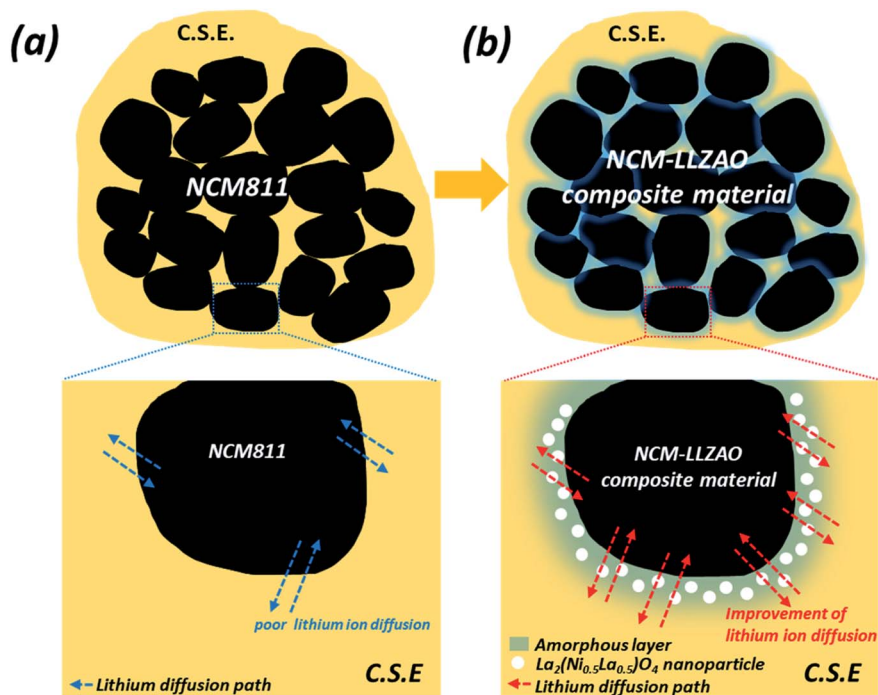 (a)
C.S.E.
NCM811
(b)
C.S.E.
NCM-LLZAO
composite material
NCM811
poor lithium ion diffusion
C.S.E
Lithium diffusion path
NCM-LLZAO
composite material
Improvement of
lithium ion diffusion
Amorphous layer
La₂(Ni₀.₅La₀.₅)O₄ nanoparticle
Lithium diffusion path
C.S.E